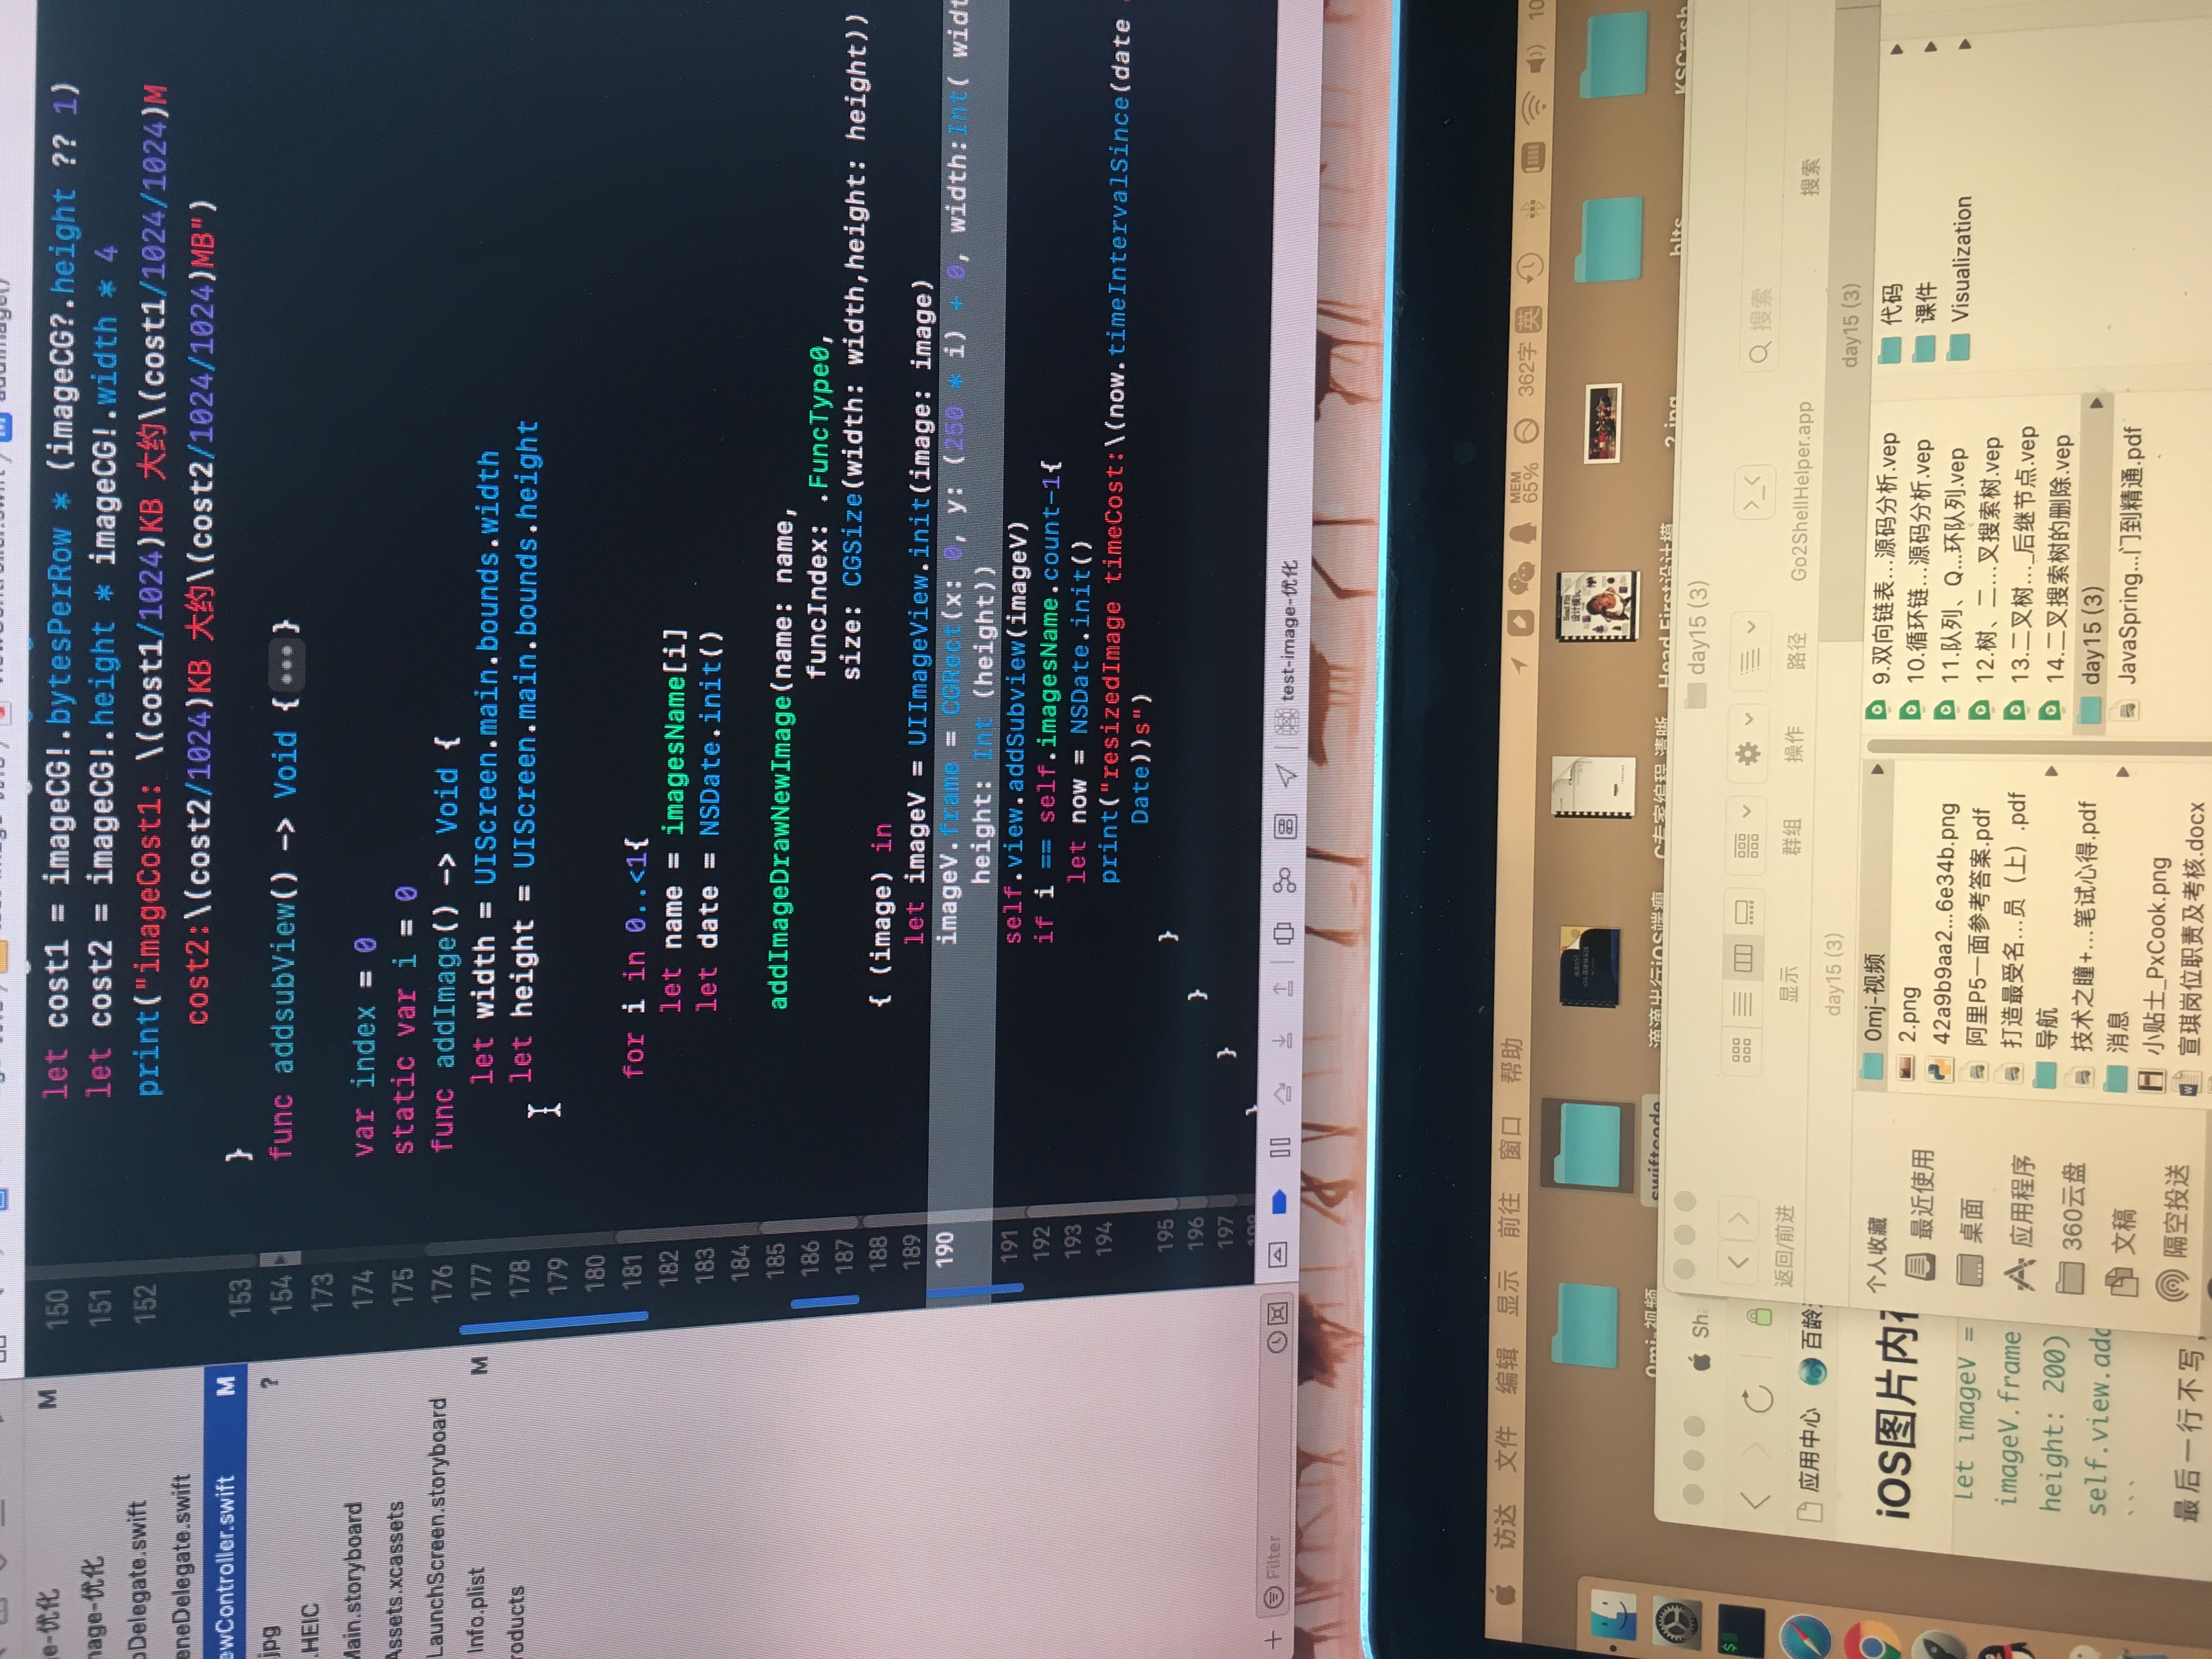 e-优化 M
mage-优化
pDelegate.swift
eneDelegate.swift
ewController.swift M
jpg ?
.HEIC
Main.storyboard
Assets.xcassets
LaunchScreen.storyboard
Info.plist M
roducts
Filter
addImage()
150 let cost1 = imageCG!.bytesPerRow * (imageCG?.height ?? 1)
151 let cost2 = imageCG!.height * imageCG!.width * 4
152 print("imageCost1: \(cost1/1024)KB 大约\(cost1/1024/1024)M
cost2:\(cost2/1024)KB 大约\(cost2/1024/1024)MB")
153 }
154 func addsubView() -> Void {•••}
173
174 var index = 0
175 static var i = 0
176 func addImage() -> Void {
177 let width = UIScreen.main.bounds.width
178 let height = UIScreen.main.bounds.height
179
180
181 for i in 0..<1{
182 let name = imagesName[i]
183 let date = NSDate.init()
184
185 addImageDrawNewImage(name: name,
186 funcIndex: .FuncType0,
187 size: CGSize(width: width,height: height))
188 { (image) in
189 let imageV = UIImageView.init(image: image)
190 imageV.frame = CGRect(x: 0, y: (250 * i) + 0, width:Int( widt
height: Int (height))
191 self.view.addSubview(imageV)
192 if i == self.imagesName.count-1{
193 let now = NSDate.init()
194 print("resizedImage timeCost:\(now.timeIntervalSince(date
Date))s")
195 }
196 }
197 }
198 }
test-image-优化
访达 文件 编辑 显示 前往 窗口 帮助
MEM
65%
362字 英
10
0mj-视频
swiftcode
滴滴出行iOS端瘦
C专家编程 清晰
Head First设计模
2.jpg
hlts
KSCrash
Sh
应用中心 百龄
iOS图片内存
let imageV =
imageV.frame
height: 200)
self.view.add
```
最后一行不写,
day15 (3)
返回/前进
显示
群组
操作
路径
Go2ShellHelper.app
搜索
搜索
day15 (3)
day15 (3)
个人收藏
最近使用
桌面
应用程序
360云盘
文稿
隔空投送
0mj-视频
2.png
42a9b9aa2...6e34b.png
阿里P5一面参考答案.pdf
打造最受名...员（上）.pdf
导航
技术之瞳+...笔试心得.pdf
消息
小贴士_PxCook.png
宣琪岗位职责及考核.docx
9.双向链表...源码分析.vep
10.循环链...源码分析.vep
11.队列、Q...环队列.vep
12.树、二...叉搜索树.vep
13.二叉树..._后继节点.vep
14.二叉搜索树的删除.vep
day15 (3)
JavaSpring...门到精通.pdf
代码
课件
Visualization